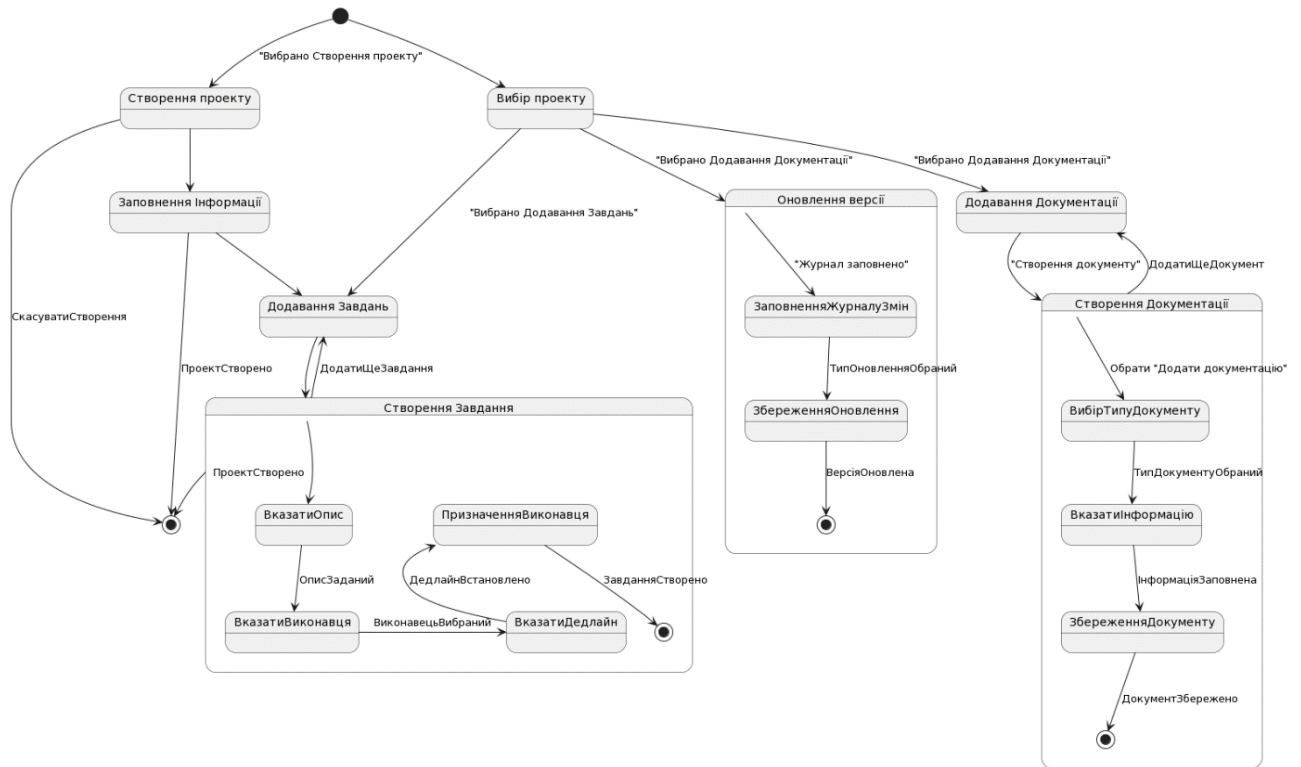 "Вибрано Створення проекту"
Створення проекту
Вибір проекту
"Вибрано Додавання Документації"
"Вибрано Додавання Документації"
Заповнення Інформації
Оновлення версії
Додавання Документації
"Вибрано Додавання Завдань"
"Журнал заповнено"
"Створення документу"
ДодатиЩеДокумент
Додавання Завдань
ЗаповненняЖурналуЗмін
Створення Документації
СкасуватиСтворення
ПроектСтворено
ДодатиЩеЗавдання
ТипОновленняОбраний
Обрати "Додати документацію"
Створення Завдання
ЗбереженняОновлення
ВибірТипуДокументу
ПроектСтворено
ВерсіяОновлена
ТипДокументуОбраний
ВказатиОпис
ПризначенняВиконавця
ВказатиІнформацію
ОписЗаданий
ДедлайнВстановлено
ЗавданняСтворено
ІнформаціяЗаповнена
ВказатиВиконавця
ВиконавецьВибраний
ВказатиДедлайн
ЗбереженняДокументу
ДокументЗбережено